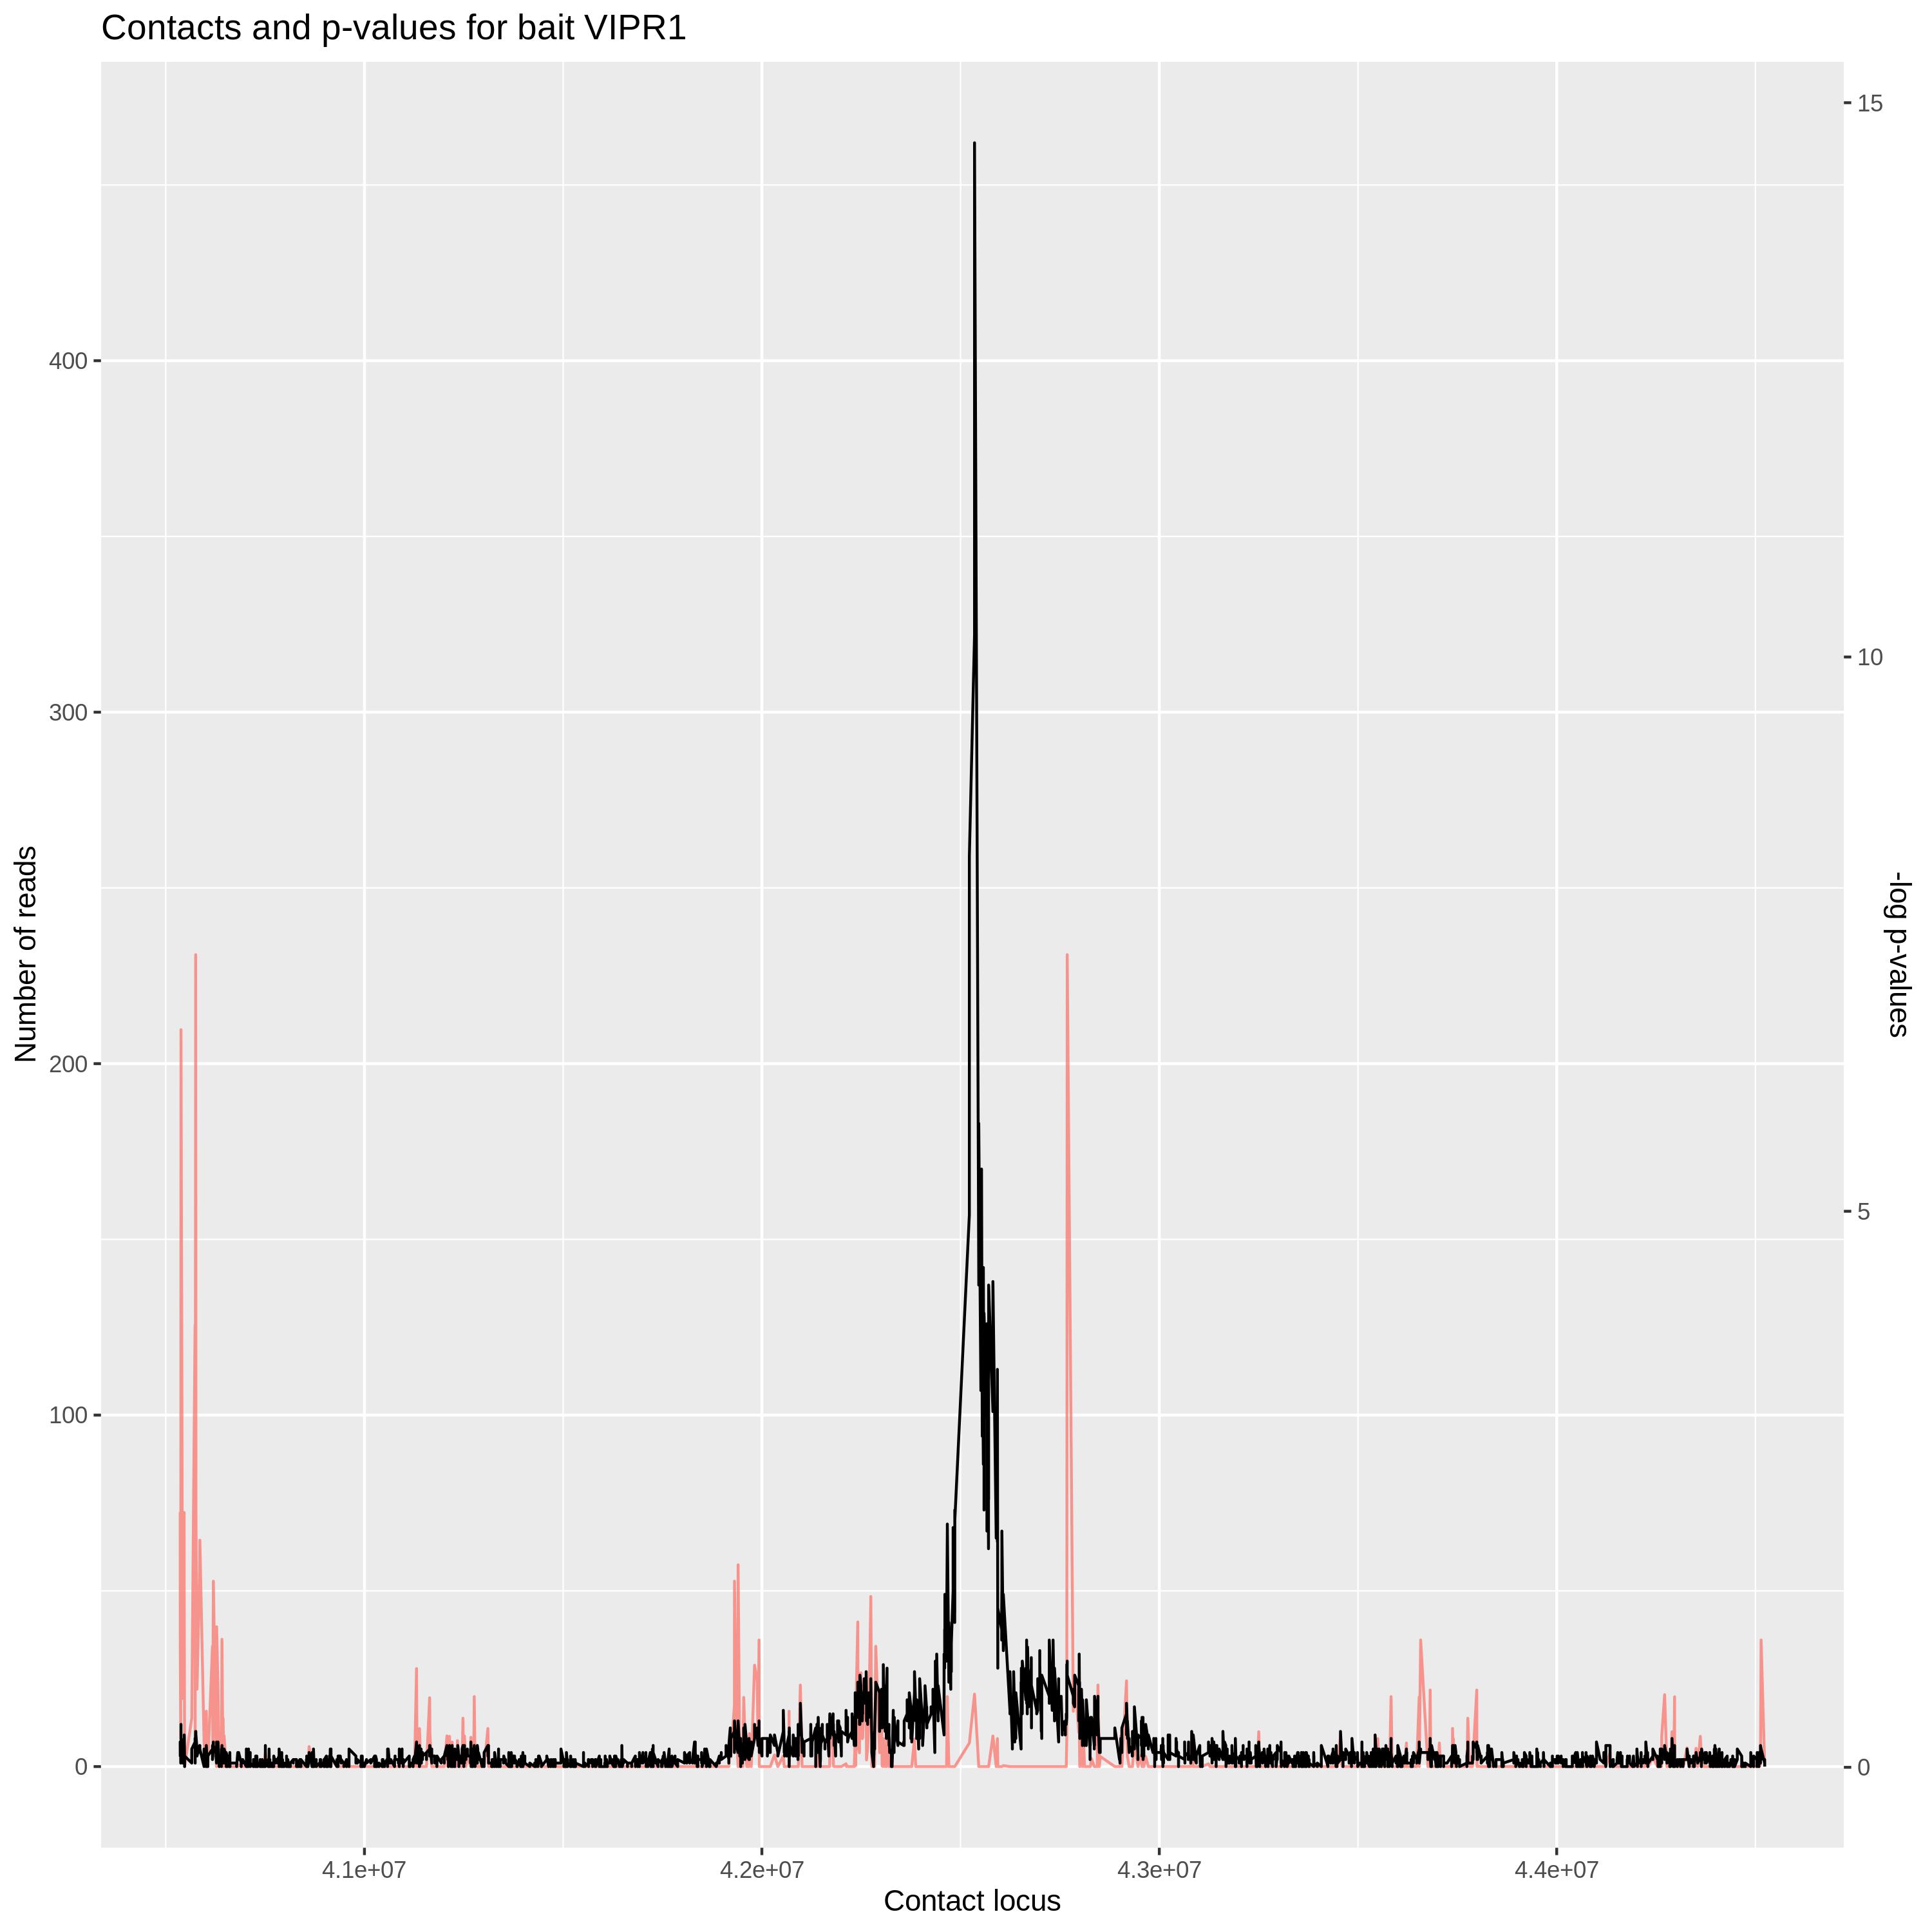 Contacts and p-values for bait VIPR1
15
400
10
300
Number of reads
-log p-values
200
5
100
0
0
4.1e+07 4.2e+07 4.3e+07 4.4e+07
Contact locus